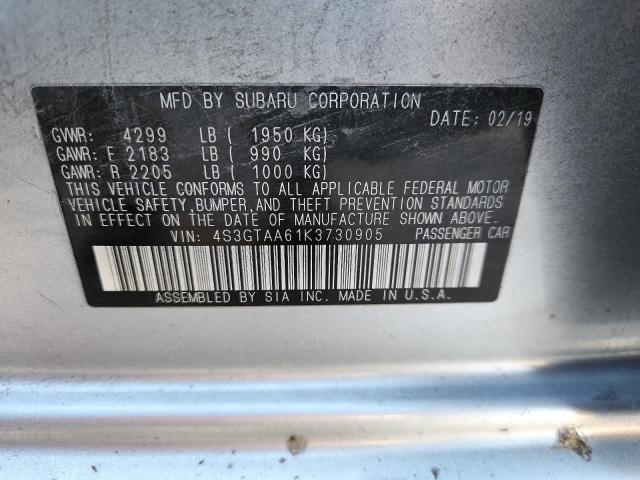 MFD BY SUBARU CORPORATION
DATE: 02/19
GVWR: 4299 LB ( 1950 KG)
GAWR: F 2183 LB ( 990 KG)
GAWR: R 2205 LB ( 1000 KG)
THIS VEHICLE CONFORMS TO ALL APPLICABLE FEDERAL MOTOR
VEHICLE SAFETY, BUMPER, AND THEFT PREVENTION STANDARDS
IN EFFECT ON THE DATE OF MANUFACTURE SHOWN ABOVE.
VIN: 4S3GTAA61K3730905 PASSENGER CAR
ASSEMBLED BY SIA INC. MADE IN U.S.A.